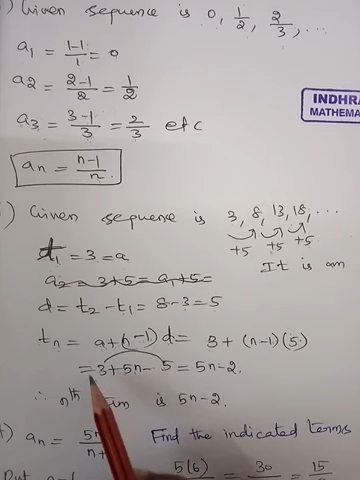 ) Given sequence is 0, 1/2, 2/3, ...
a1 = 1-1/1 = 0
a2 = 2-1/2 = 1/2
a3 = 3-1/3 = 2/3 etc
INDHR
MATHEMA
an = n-1/n.
) Given sequence is 3, 8, 13, 18, ...
+5 +5 +5
t1 = 3 = a
It is an
a2 = 3+5 = a1+5 =
d = t2 - t1 = 8-3 = 5
tn = a+(n-1)d = 3 + (n-1)(5)
= 3+5n-5 = 5n-2.
∴ nth is 5n-2.
) an = Find the indicated terms
5(6) = 30 = 15